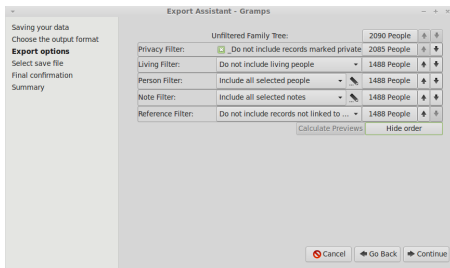 Export Assistant - Gramps
Saving your data
Choose the output format
Export options
Select save file
Final confirmation
Summary
Unfiltered Family Tree: 2090 People
Privacy Filter: _Do not include records marked private 2085 People
Living Filter: Do not include living people 1488 People
Person Filter: Include all selected people 1488 People
Note Filter: Include all selected notes 1488 People
Reference Filter: Do not include records not linked to ... 1488 People
Calculate Previews Hide order
Cancel Go Back Continue